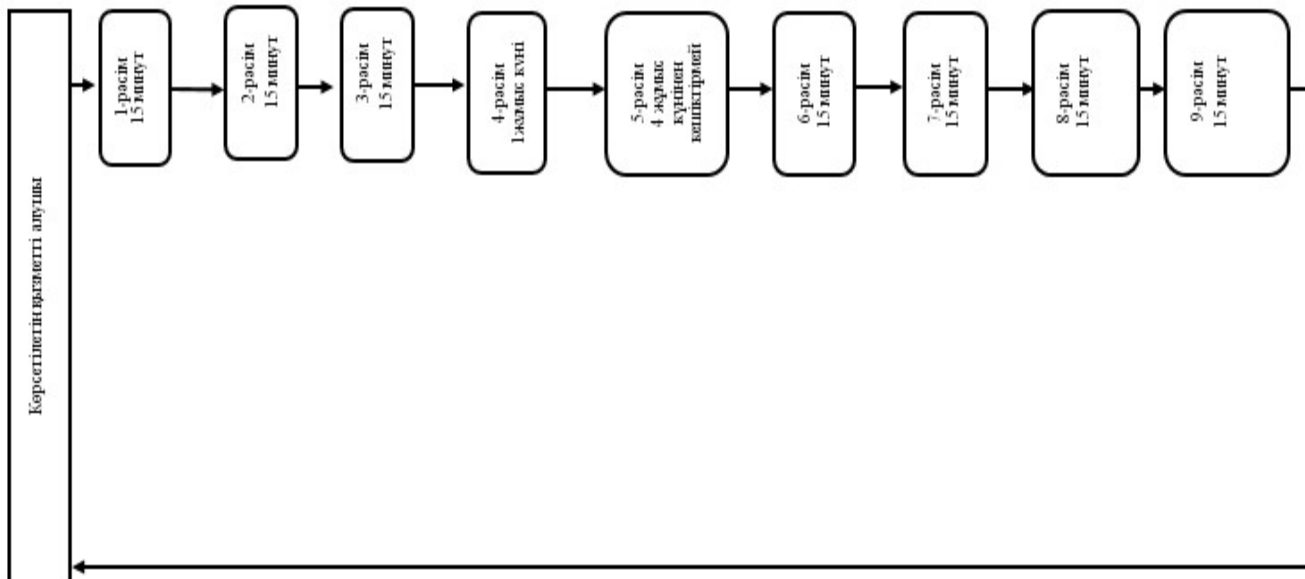 Көрсетілетін қызметті алушы
1-рәсім
15 минут
2-рәсім
15 минут
3-рәсім
15 минут
4-рәсім
1жұмыс күні
5-рәсім
4 жұмыс
күнінен
кешіктірмей
6-рәсім
15 минут
7-рәсім
15 минут
8-рәсім
15 минут
9-рәсім
15 минут